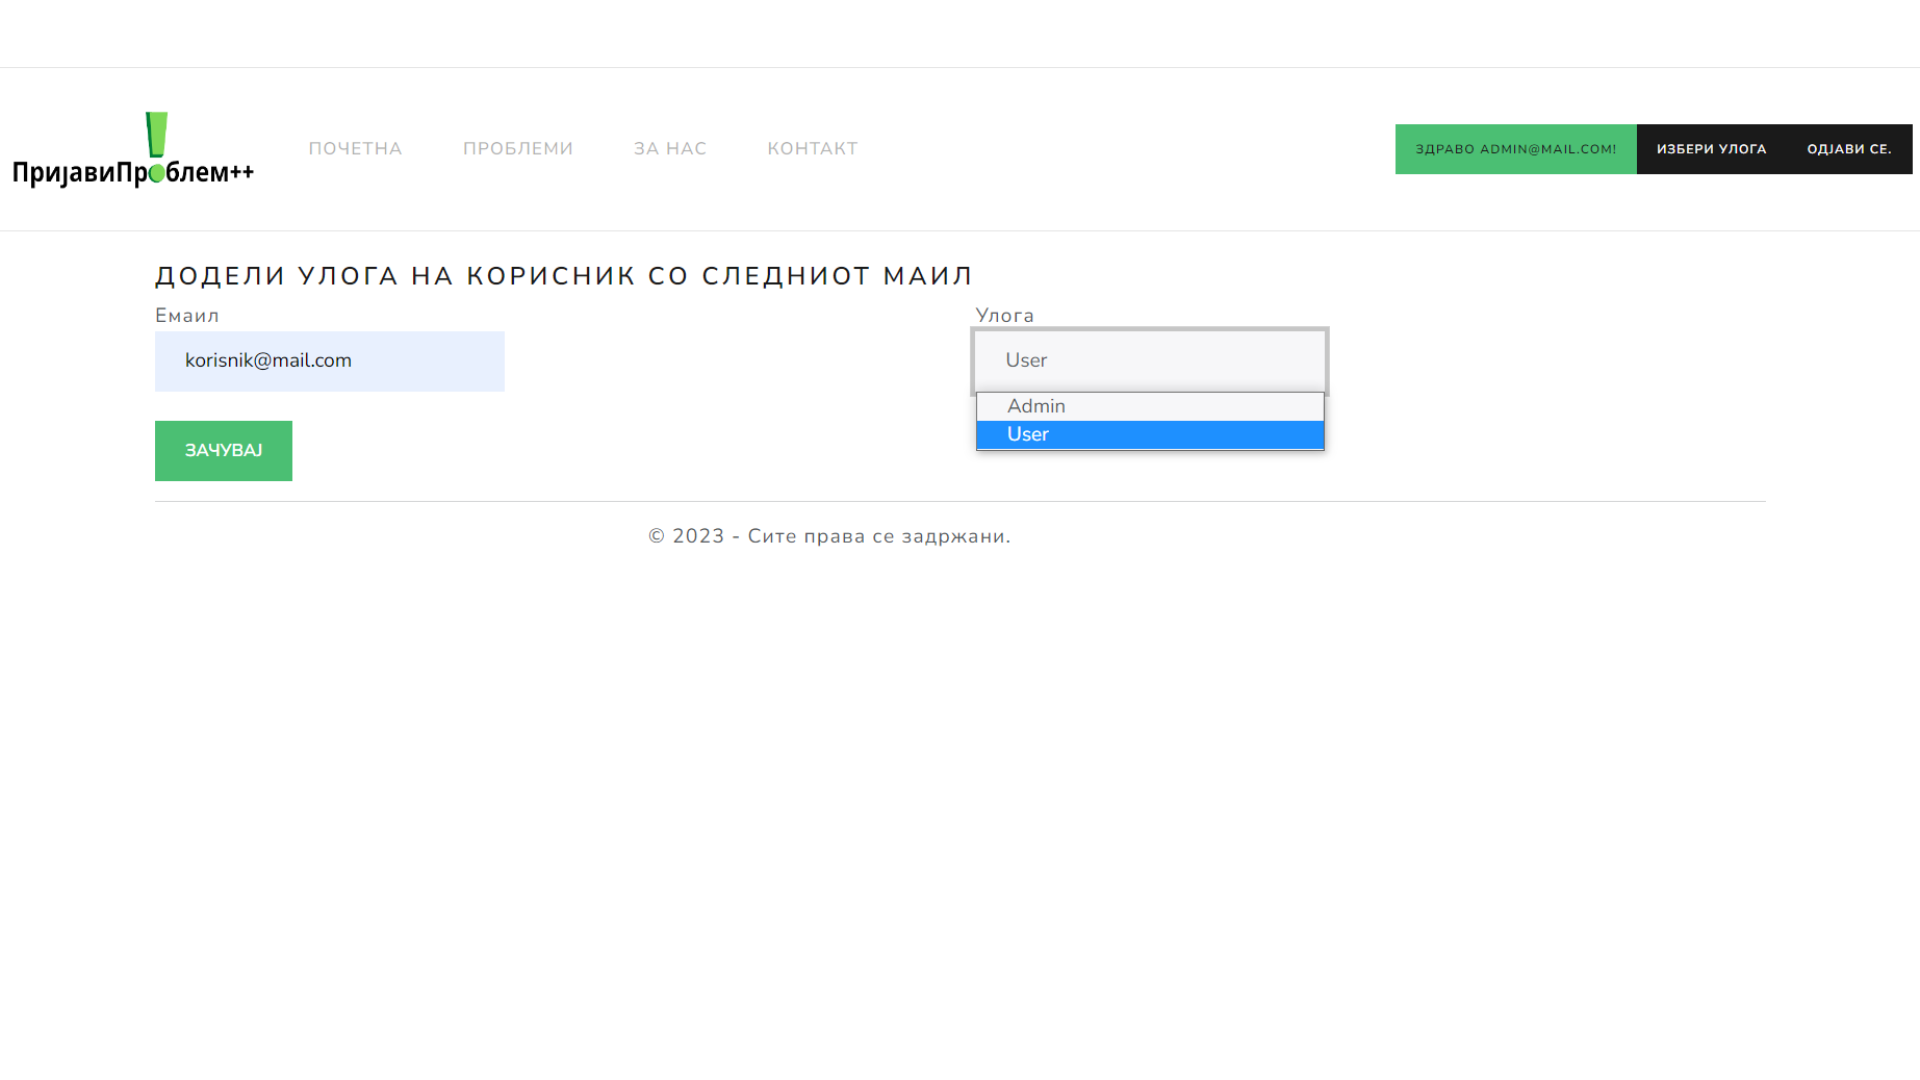 ПријавиПроблем++
ПОЧЕТНА ПРОБЛЕМИ ЗА НАС КОНТАКТ
ЗДРАВО ADMIN@MAIL.COM! ИЗБЕРИ УЛОГА ОДЈАВИ СЕ.
ДОДЕЛИ УЛОГА НА КОРИСНИК СО СЛЕДНИОТ МАИЛ
Емаил
korisnik@mail.com
Улога
User
Admin
User
ЗАЧУВАЈ
© 2023 - Сите права се задржани.